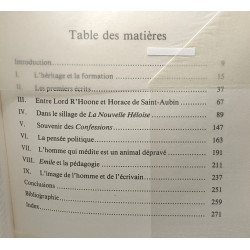 Table des matières
Introduction 9
I. L'héritage et la formation 13
II. Les premiers écrits 37
III. Entre Lord R'Hoone et Horace de Saint-Aubin 67
IV. Dans le sillage de La Nouvelle Héloïse 89
V. Souvenir des Confessions 147
VI. La pensée politique 163
VII. L'homme qui médite est un animal dépravé 191
VIII. Emile et la pédagogie 211
IX. L'image de l'homme et de l'écrivain 237
Conclusions 251
Bibliographie 259
Index 271